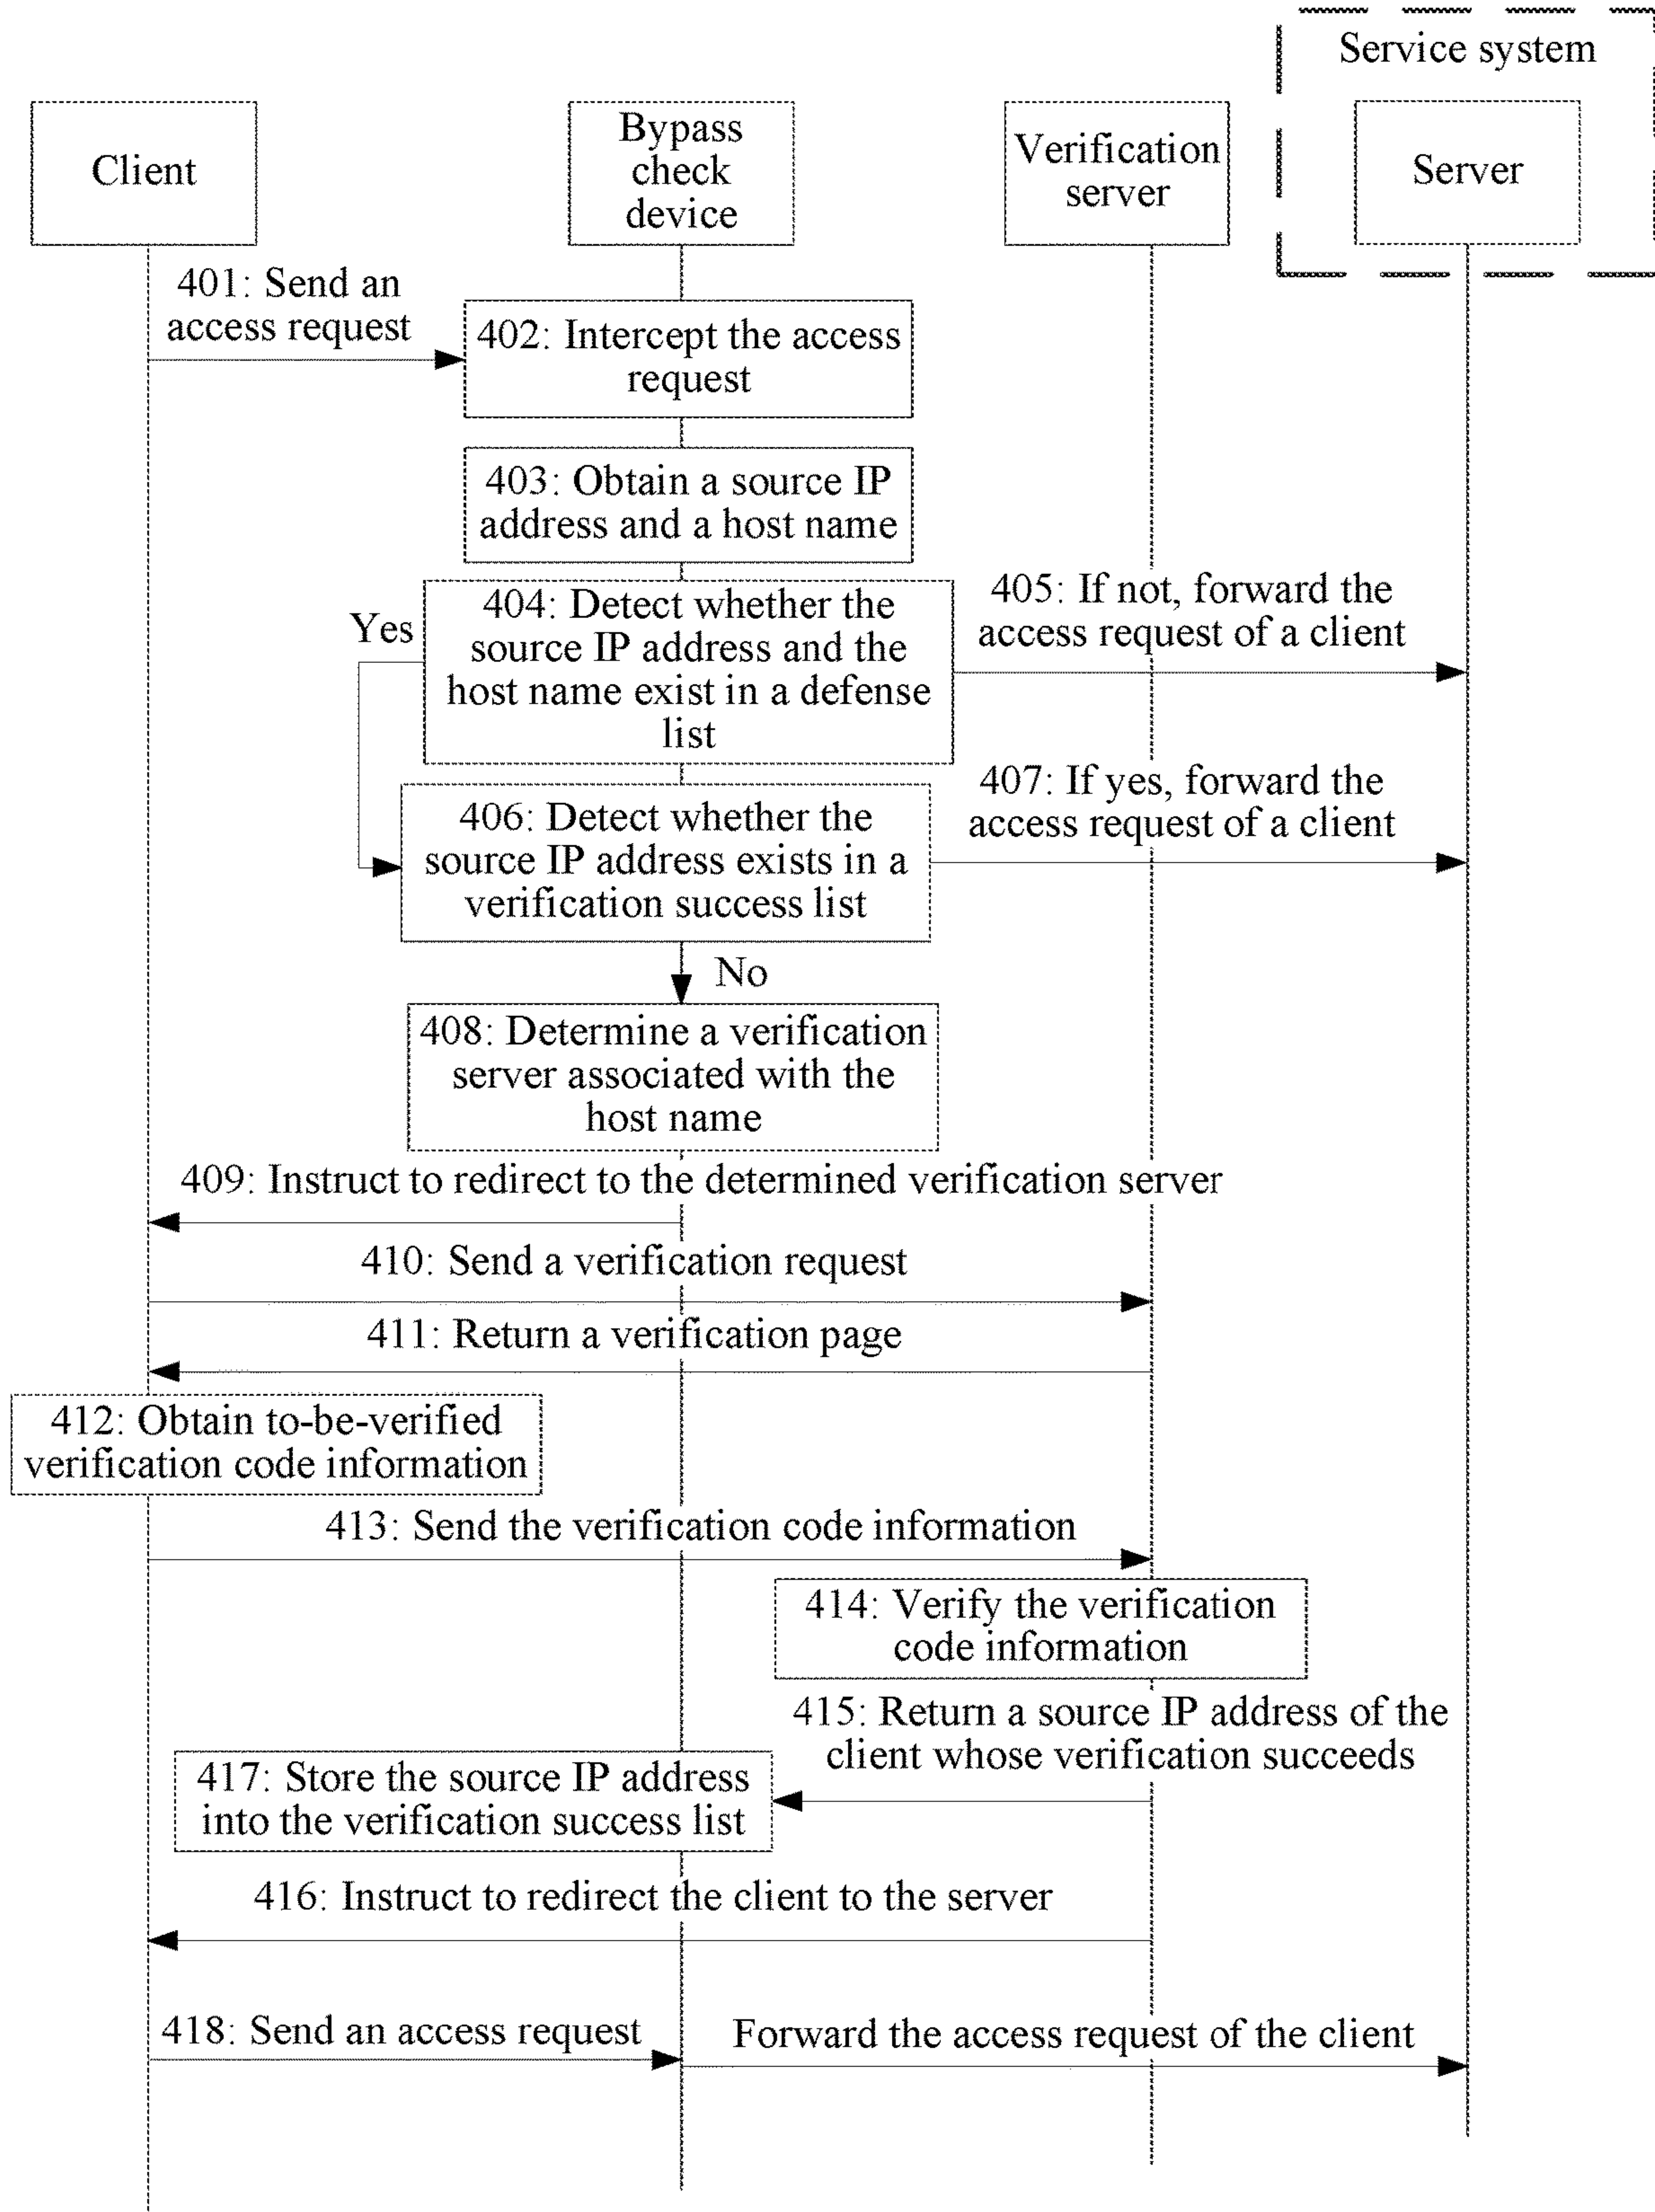 Service system
Client
Bypass
check
device
Verification
server
Server
401: Send an
access request
402: Intercept the access
request
403: Obtain a source IP
address and a host name
404: Detect whether the
source IP address and the
host name exist in a defense
list
Yes
405: If not, forward the
access request of a client
406: Detect whether the
source IP address exists in a
verification success list
407: If yes, forward the
access request of a client
No
408: Determine a verification
server associated with the
host name
409: Instruct to redirect to the determined verification server
410: Send a verification request
411: Return a verification page
412: Obtain to-be-verified
verification code information
413: Send the verification code information
414: Verify the verification
code information
415: Return a source IP address of the
client whose verification succeeds
417: Store the source IP address
into the verification success list
416: Instruct to redirect the client to the server
418: Send an access request
Forward the access request of the client